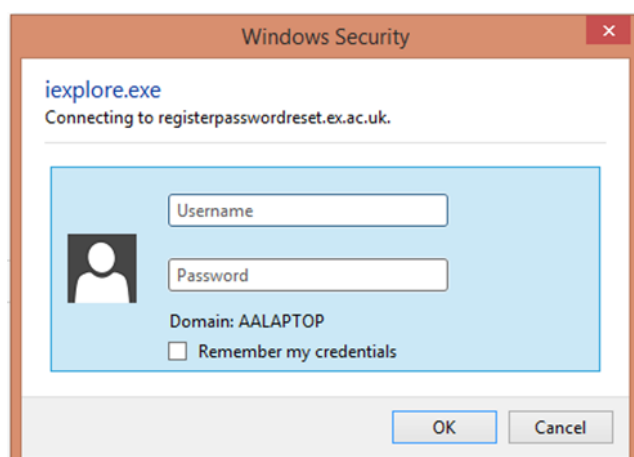 Windows Security
iexplore.exe
Connecting to registerpasswordreset.ex.ac.uk.
Username
Password
Domain: AALAPTOP
Remember my credentials
OK Cancel